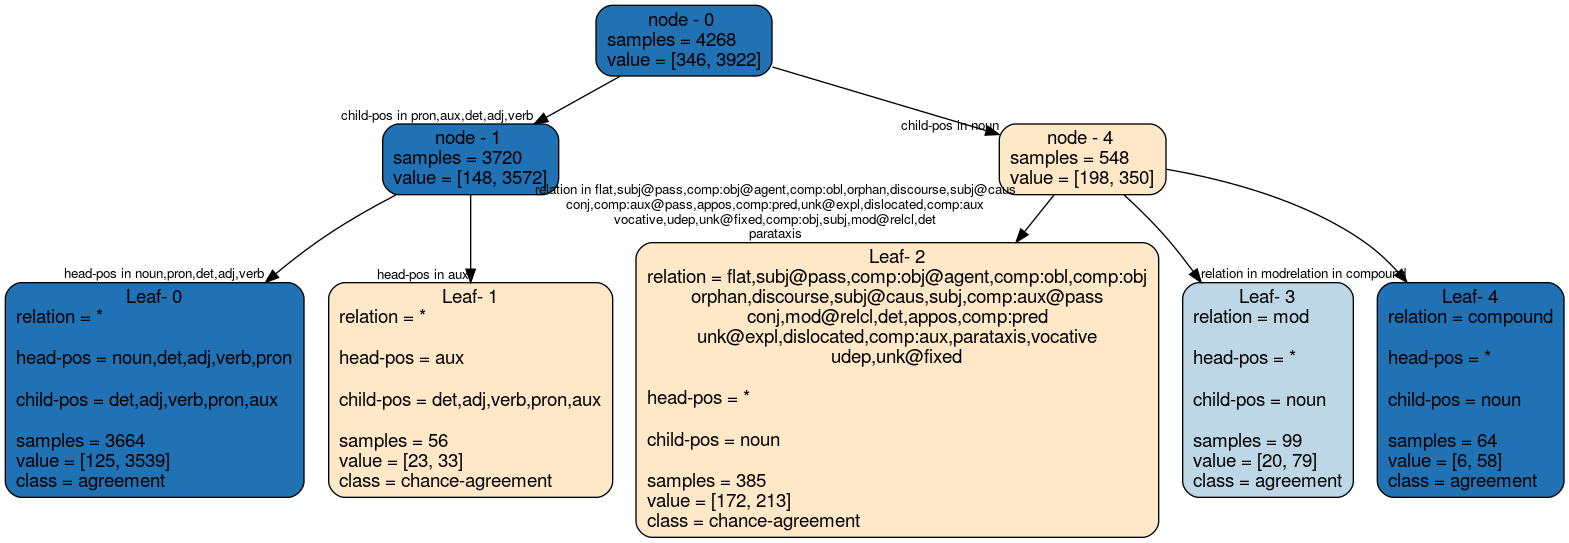 node - 0
samples = 4268
value = [346, 3922]
child-pos in pron,aux,det,adj,verb
child-pos in noun
node - 1
samples = 3720
value = [148, 3572]
node - 4
samples = 548
value = [198, 350]
relation in flat,subj@pass,comp:obj@agent,comp:obl,orphan,discourse,subj@caus
conj,comp:aux@pass,appos,comp:pred,unk@expl,dislocated,comp:aux
vocative,udep,unk@fixed,comp:obj,subj,mod@relcl,det
parataxis
head-pos in noun,pron,det,adj,verb
head-pos in aux
relation in mod
relation in compound
Leaf- 0
relation = *
head-pos = noun,det,adj,verb,pron
child-pos = det,adj,verb,pron,aux
samples = 3664
value = [125, 3539]
class = agreement
Leaf- 1
relation = *
head-pos = aux
child-pos = det,adj,verb,pron,aux
samples = 56
value = [23, 33]
class = chance-agreement
Leaf- 2
relation = flat,subj@pass,comp:obj@agent,comp:obl,comp:obj
orphan,discourse,subj@caus,subj,comp:aux@pass
conj,mod@relcl,det,appos,comp:pred
unk@expl,dislocated,comp:aux,parataxis,vocative
udep,unk@fixed
head-pos = *
child-pos = noun
samples = 385
value = [172, 213]
class = chance-agreement
Leaf- 3
relation = mod
head-pos = *
child-pos = noun
samples = 99
value = [20, 79]
class = agreement
Leaf- 4
relation = compound
head-pos = *
child-pos = noun
samples = 64
value = [6, 58]
class = agreement